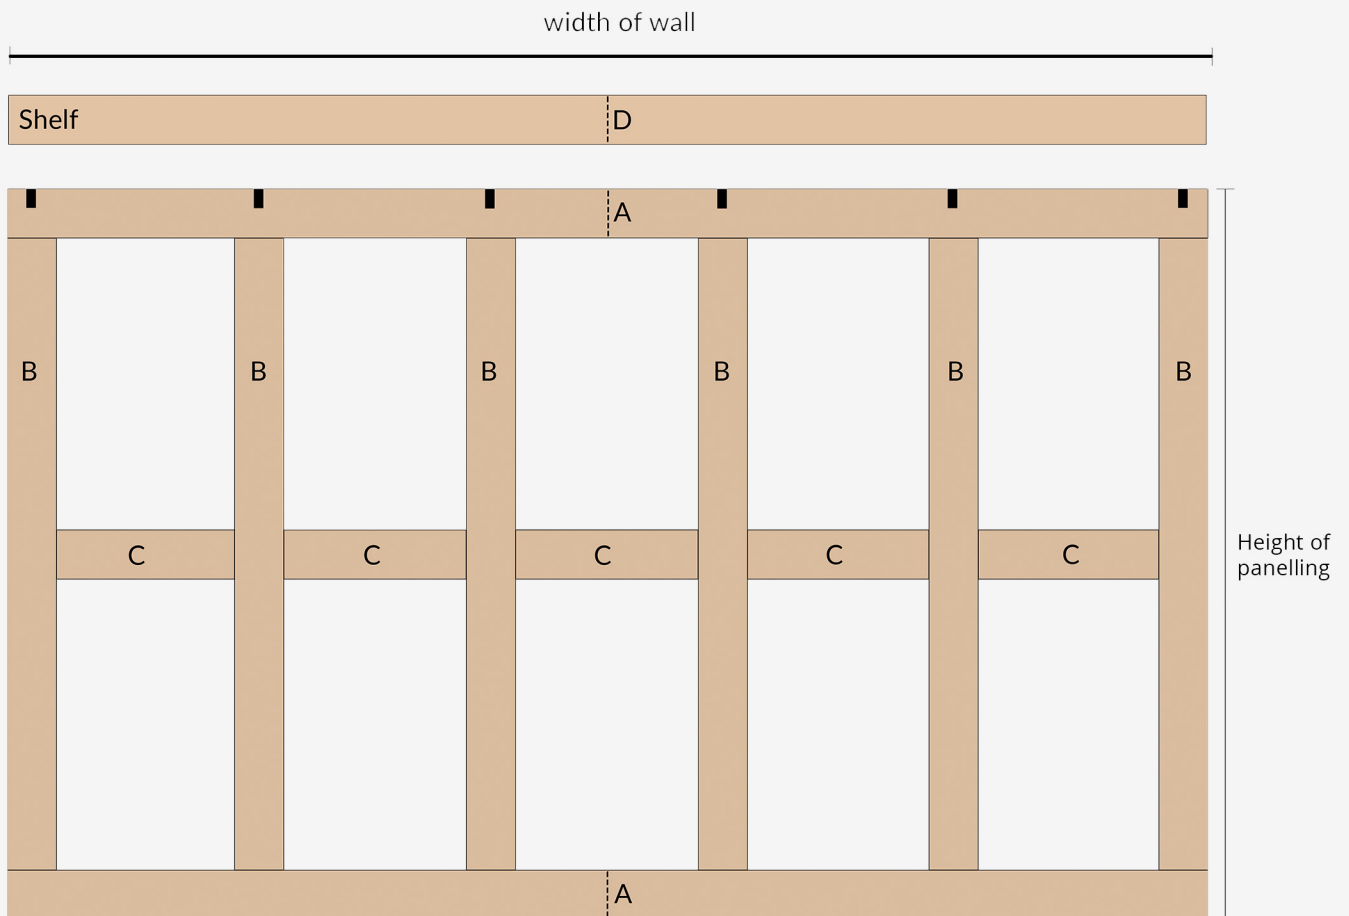 width of wall
Shelf D
A
B B B B B B
C C C C C
Height of
panelling
A